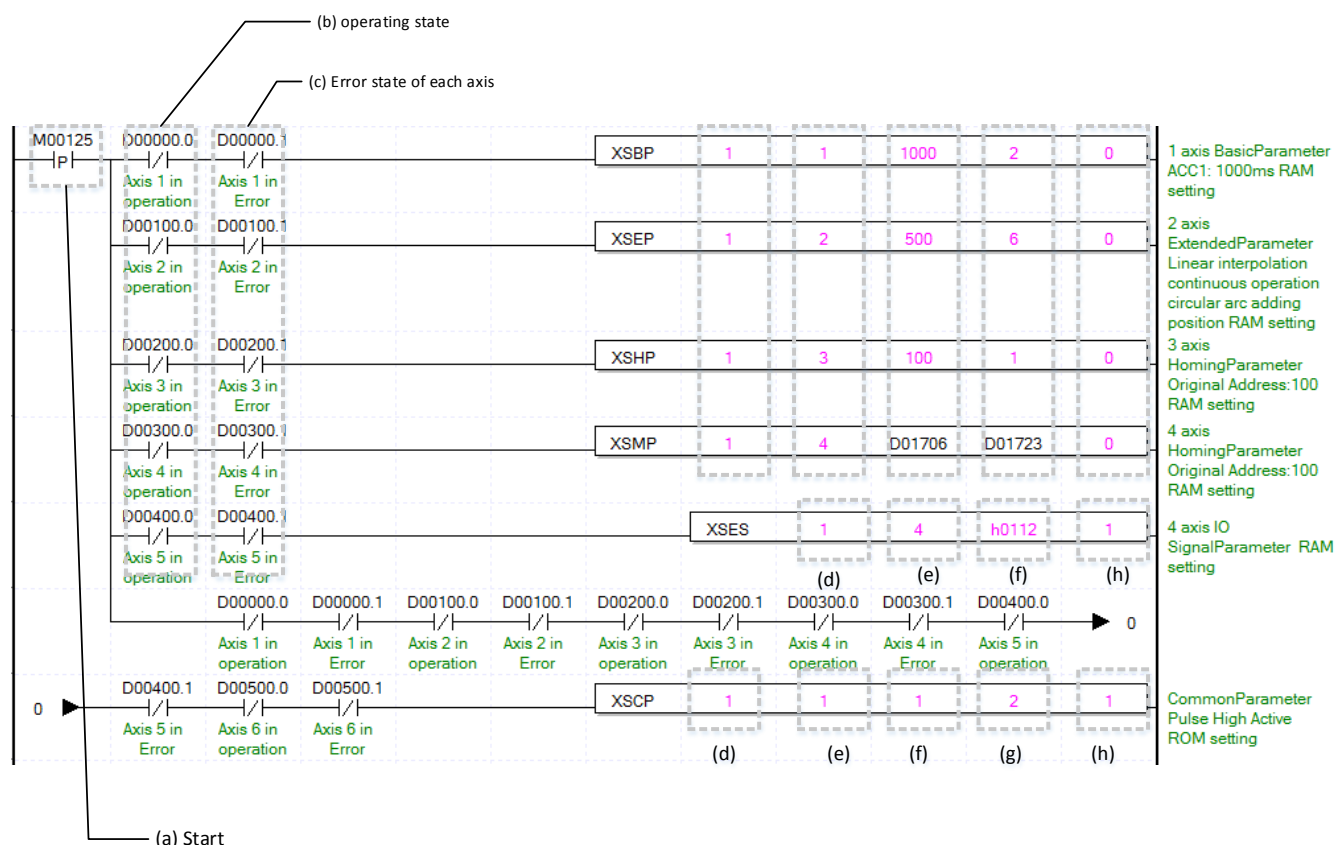 (b) operating state
(c) Error state of each axis
M00125 D00000.0 D00000.1
P
XSBP 1 1 1000 2 0
Axis 1 in operation
Axis 1 in Error
1 axis BasicParameter
ACC1: 1000ms RAM
setting
D00100.0 D00100.1
XSEP 1 2 500 6 0
Axis 2 in operation
Axis 2 in Error
2 axis
ExtendedParameter
Linear interpolation
continuous operation
circular arc adding
position RAM setting
D00200.0 D00200.1
XSHP 1 3 100 1 0
Axis 3 in operation
Axis 3 in Error
3 axis
HomingParameter
Original Address:100
RAM setting
D00300.0 D00300.1
XSMP 1 4 D01706 D01723 0
Axis 4 in operation
Axis 4 in Error
4 axis
HomingParameter
Original Address:100
RAM setting
D00400.0 D00400.1
XSES 1 4 h0112 1
Axis 5 in operation
Axis 5 in Error
4 axis IO
SignalParameter RAM
setting
(d) (e) (f) (h)
D00000.0 D00000.1 D00100.0 D00100.1 D00200.0 D00200.1 D00300.0 D00300.1 D00400.0
0
Axis 1 in Axis 1 in Axis 2 in Axis 2 in Axis 3 in Axis 3 in Axis 4 in Axis 4 in Axis 5 in
operation Error operation Error operation Error operation Error operation
D00400.1 D00500.0 D00500.1
0
XSCP 1 1 1 2 1
Axis 5 in Axis 6 in Axis 6 in
Error operation Error
CommonParameter
Pulse High Active
ROM setting
(d) (e) (f) (g) (h)
(a) Start